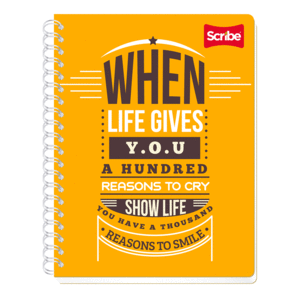 Scribe
WHEN
LIFE GIVES
Y.O.U
A HUNDRED
REASONS TO CRY
SHOW LIFE
YOU HAVE A THOUSAND
REASONS TO SMILE